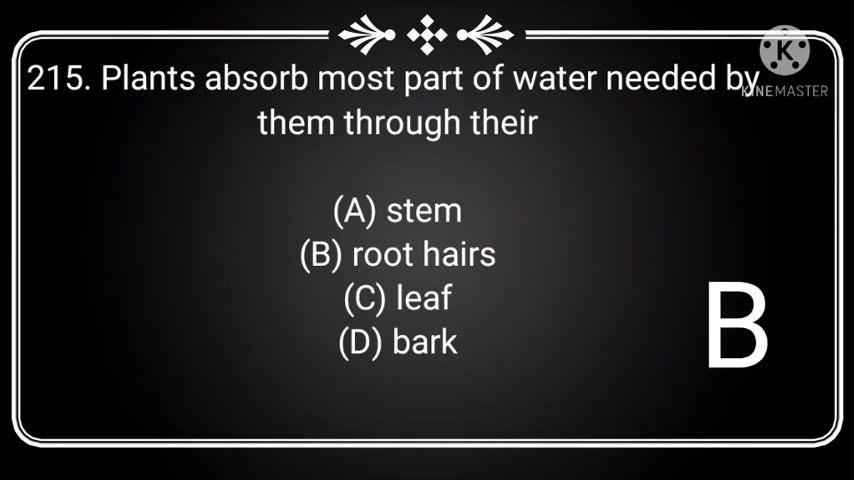 215. Plants absorb most part of water needed by
them through their
(A) stem
(B) root hairs
(C) leaf
(D) bark
B
K
KINEMASTER